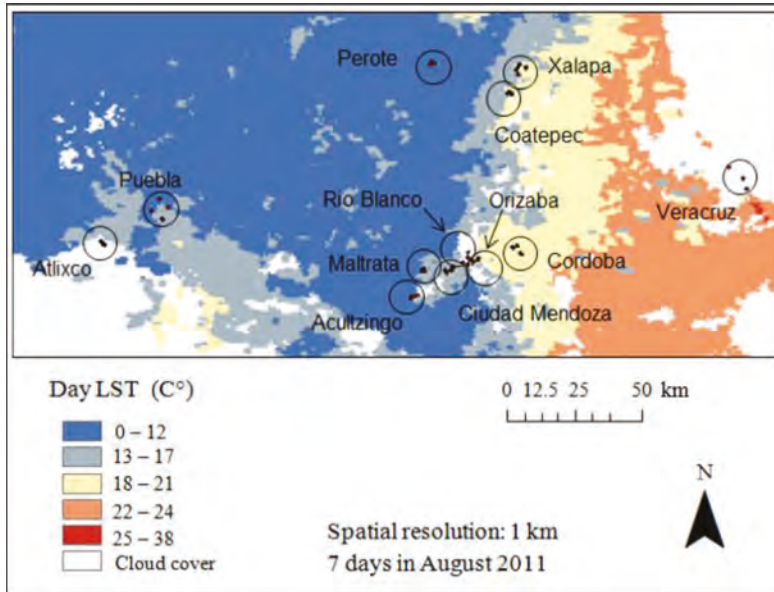 Perote
Xalapa
Coatepec
Puebla
Rio Blanco
Orizaba
Veracruz
Atlixco
Maltrata
Cordoba
Acultzingo
Ciudad Mendoza
Day LST (C°)
0 – 12
13 – 17
18 – 21
22 – 24
25 – 38
Cloud cover
0 12.5 25 50 km
N
Spatial resolution: 1 km
7 days in August 2011